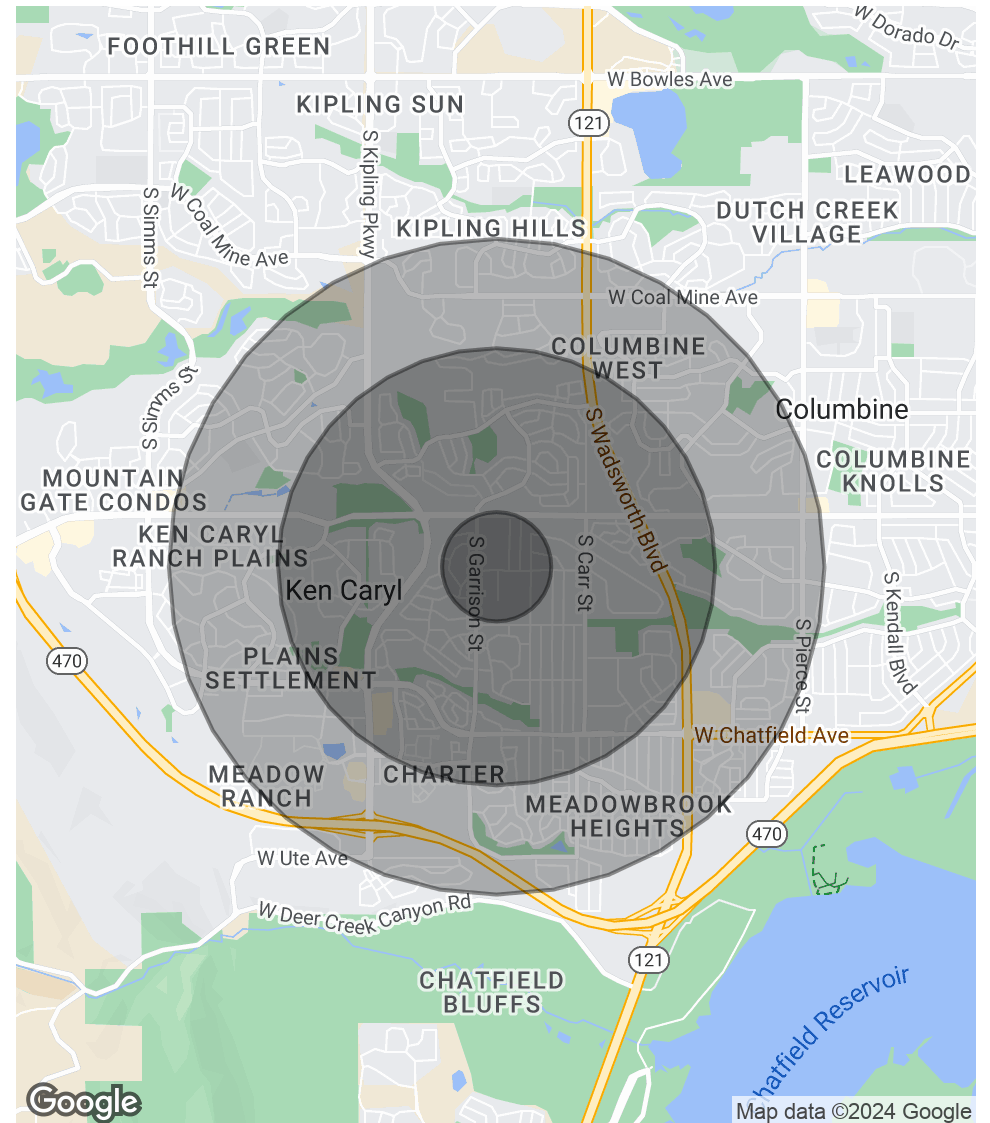 W Dorado Dr
FOOTHILL GREEN
W Bowles Ave
KIPLING SUN
121
S Kipling Pkwy
LEAWOOD
S Simms St
W Coal Mine Ave
DUTCH CREEK
VILLAGE
KIPLING HILLS
W Coal Mine Ave
COLUMBINE
WEST
S Simms St
Columbine
S Wadsworth Blvd
COLUMBINE
KNOLLS
MOUNTAIN
GATE CONDOS
KEN CARYL
RANCH PLAINS
S Garrison St
S Carr St
Ken Caryl
S Kendall Blvd
S Pierce St
470
PLAINS
SETTLEMENT
W Chatfield Ave
MEADOW
RANCH
CHARTER
MEADOWBROOK
HEIGHTS
470
W Ute Ave
W Deer Creek Canyon Rd
121
CHATFIELD
BLUFFS
Chatfield Reservoir
Google
Map data ©2024 Google